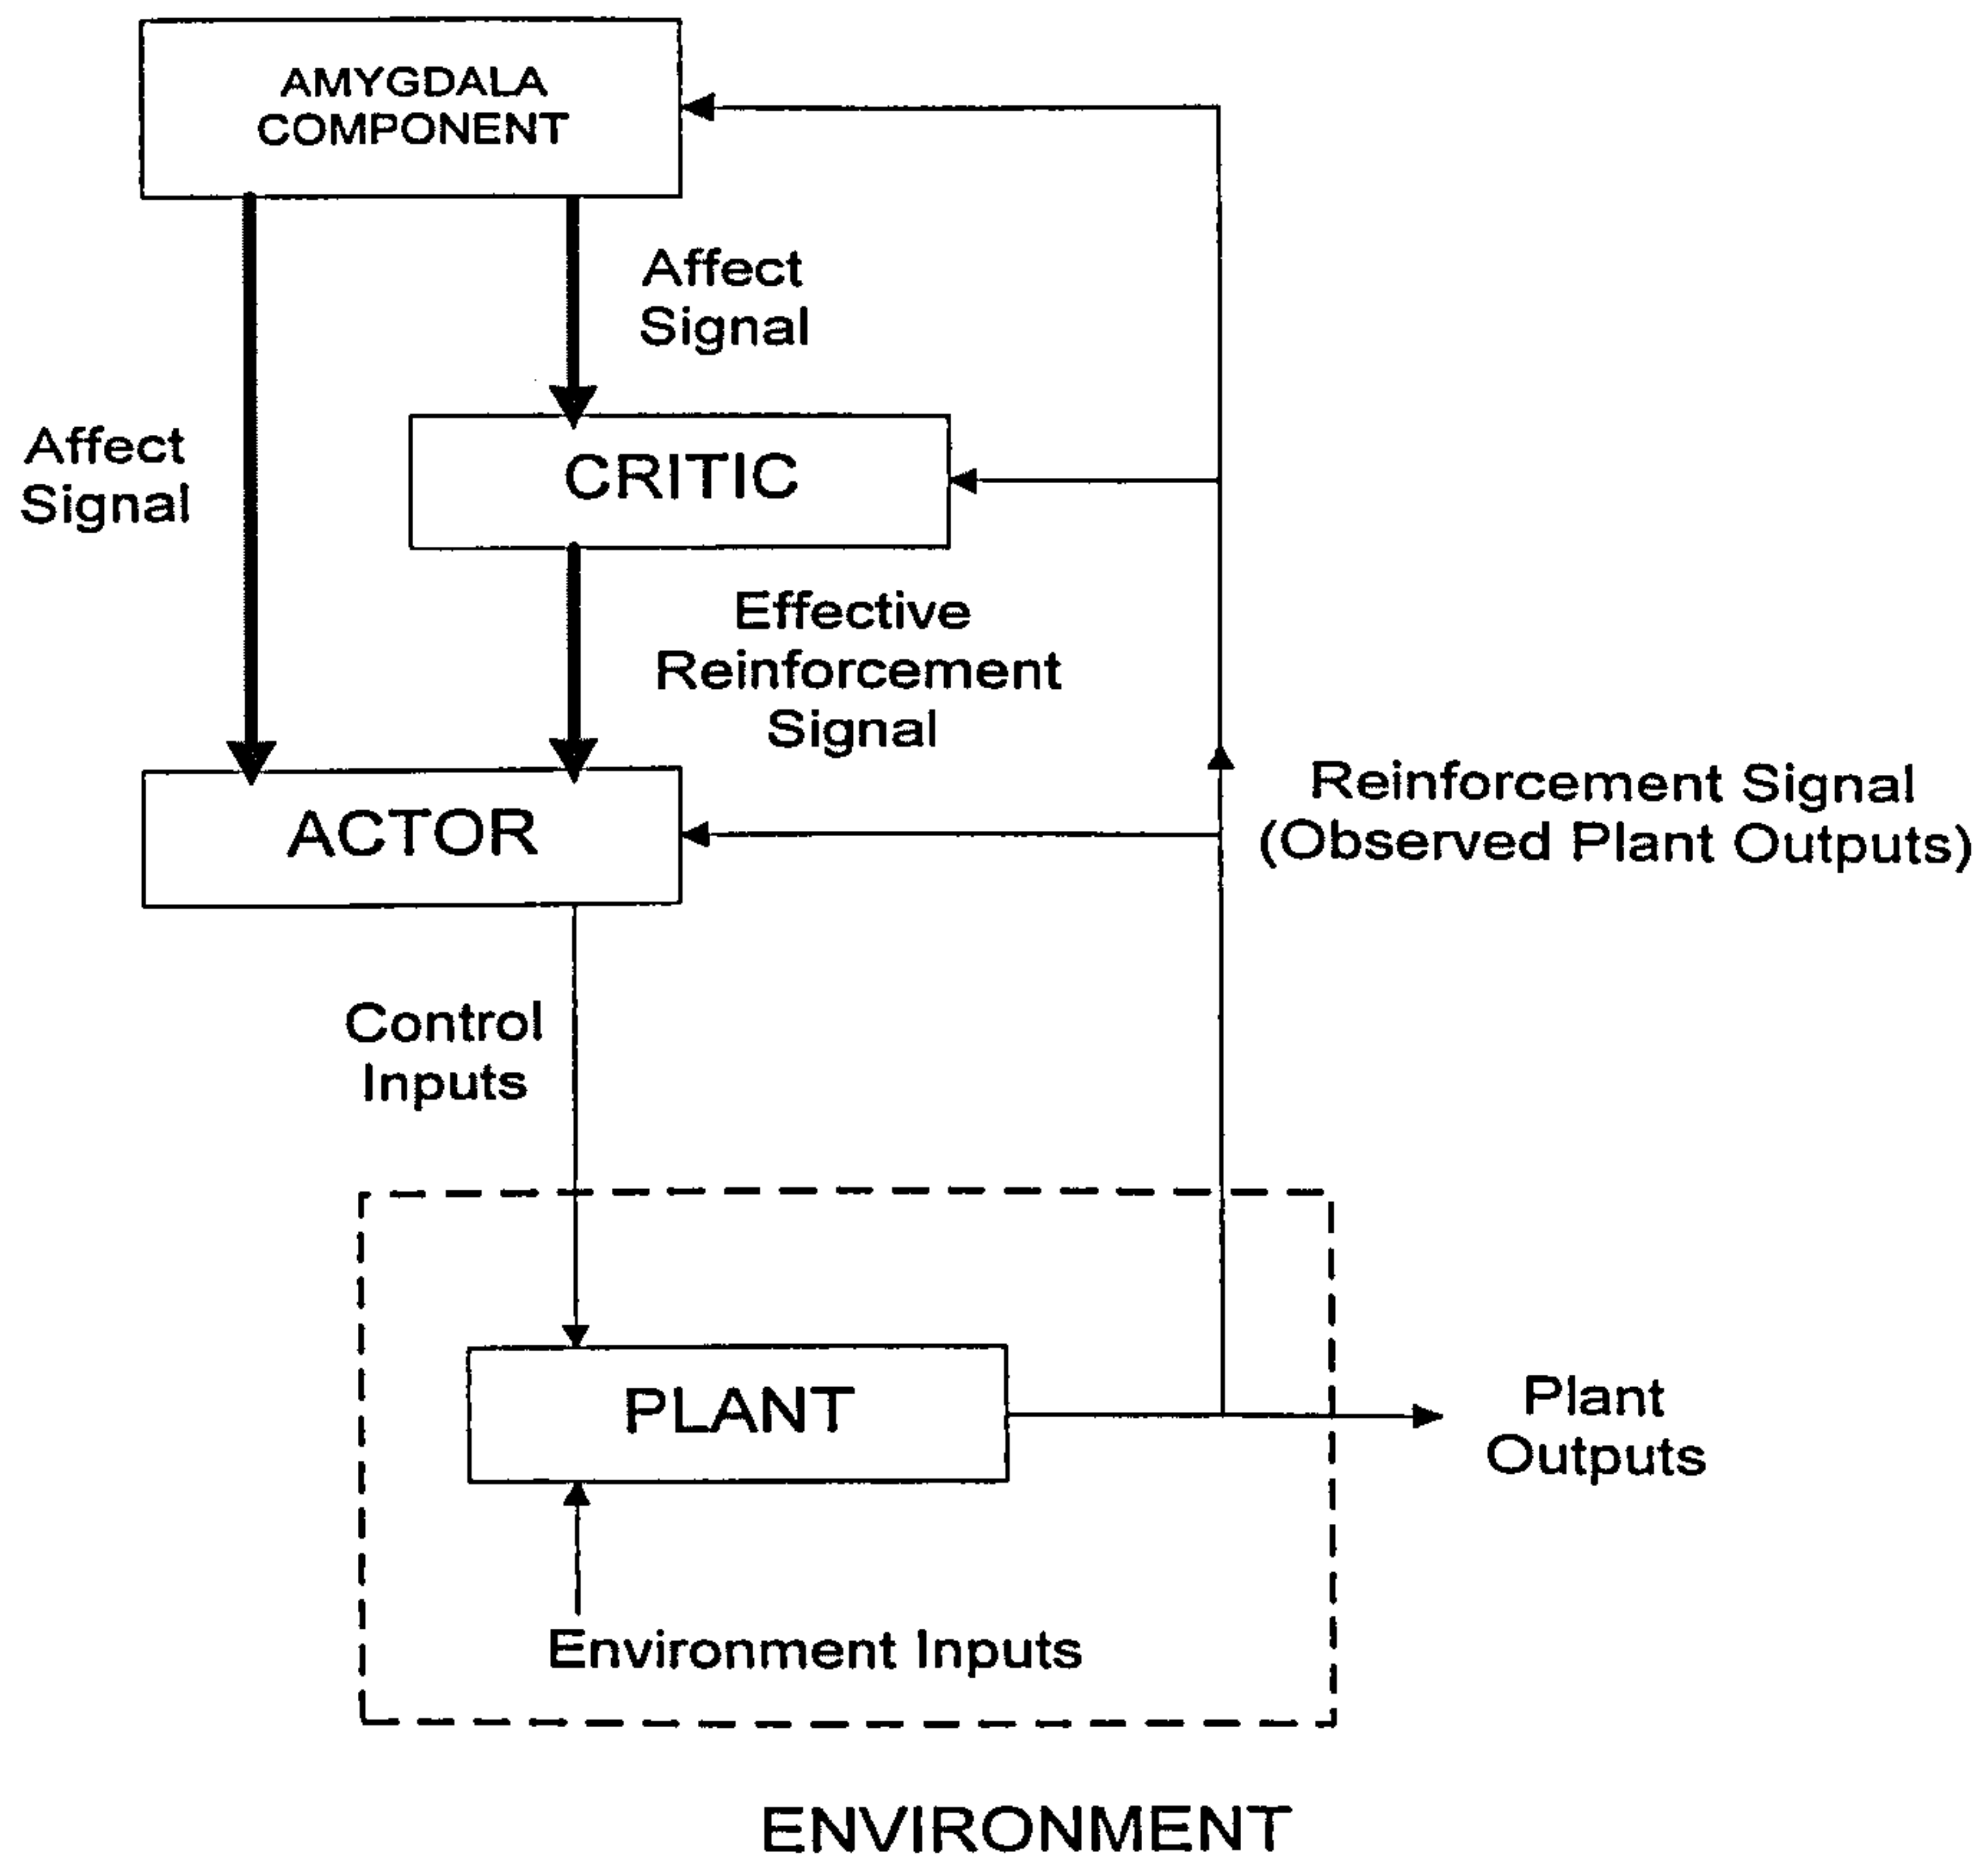 AMYGDALA
COMPONENT
Affect
Signal
Affect
Signal
CRITIC
Effective
Reinforcement
Signal
ACTOR
Reinforcement Signal
(Observed Plant Outputs)
Control
Inputs
PLANT
Plant
Outputs
Environment Inputs
ENVIRONMENT